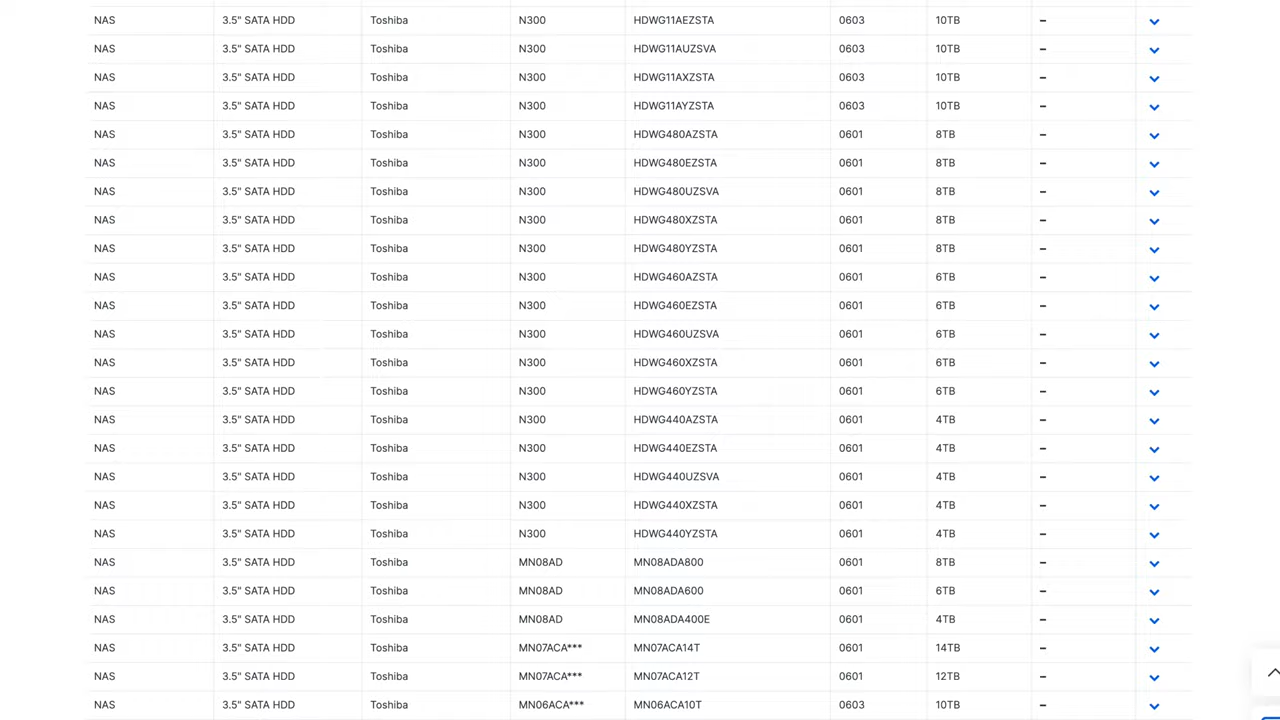 NAS 3.5" SATA HDD Toshiba N300 HDWG11AEZSTA 0603 10TB –
NAS 3.5" SATA HDD Toshiba N300 HDWG11AUZSVA 0603 10TB –
NAS 3.5" SATA HDD Toshiba N300 HDWG11AXZSTA 0603 10TB –
NAS 3.5" SATA HDD Toshiba N300 HDWG11AYZSTA 0603 10TB –
NAS 3.5" SATA HDD Toshiba N300 HDWG480AZSTA 0601 8TB –
NAS 3.5" SATA HDD Toshiba N300 HDWG480EZSTA 0601 8TB –
NAS 3.5" SATA HDD Toshiba N300 HDWG480UZSVA 0601 8TB –
NAS 3.5" SATA HDD Toshiba N300 HDWG480XZSTA 0601 8TB –
NAS 3.5" SATA HDD Toshiba N300 HDWG480YZSTA 0601 8TB –
NAS 3.5" SATA HDD Toshiba N300 HDWG460AZSTA 0601 6TB –
NAS 3.5" SATA HDD Toshiba N300 HDWG460EZSTA 0601 6TB –
NAS 3.5" SATA HDD Toshiba N300 HDWG460UZSVA 0601 6TB –
NAS 3.5" SATA HDD Toshiba N300 HDWG460XZSTA 0601 6TB –
NAS 3.5" SATA HDD Toshiba N300 HDWG460YZSTA 0601 6TB –
NAS 3.5" SATA HDD Toshiba N300 HDWG440AZSTA 0601 4TB –
NAS 3.5" SATA HDD Toshiba N300 HDWG440EZSTA 0601 4TB –
NAS 3.5" SATA HDD Toshiba N300 HDWG440UZSVA 0601 4TB –
NAS 3.5" SATA HDD Toshiba N300 HDWG440XZSTA 0601 4TB –
NAS 3.5" SATA HDD Toshiba N300 HDWG440YZSTA 0601 4TB –
NAS 3.5" SATA HDD Toshiba MN08AD MN08ADA800 0601 8TB –
NAS 3.5" SATA HDD Toshiba MN08AD MN08ADA600 0601 6TB –
NAS 3.5" SATA HDD Toshiba MN08AD MN08ADA400E 0601 4TB –
NAS 3.5" SATA HDD Toshiba MN07ACA*** MN07ACA14T 0601 14TB –
NAS 3.5" SATA HDD Toshiba MN07ACA*** MN07ACA12T 0601 12TB –
NAS 3.5" SATA HDD Toshiba MN06ACA*** MN06ACA10T 0603 10TB –